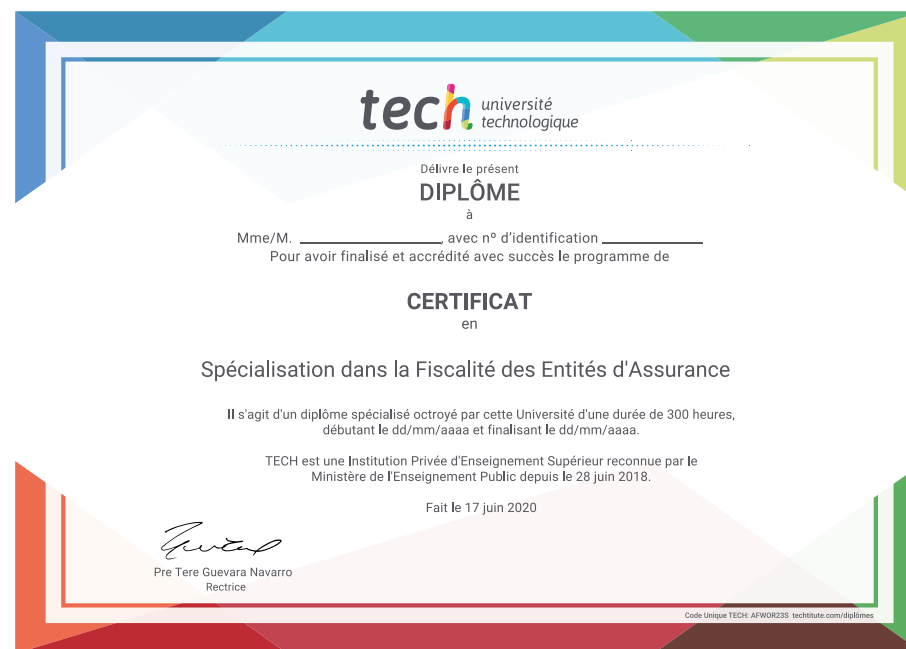 tech université
technologique
Délivre le présent
DIPLÔME
à
Mme/M. ____________________, avec nº d'identification ______________
Pour avoir finalisé et accrédité avec succès le programme de
CERTIFICAT
en
Spécialisation dans la Fiscalité des Entités d'Assurance
Il s'agit d'un diplôme spécialisé octroyé par cette Université d'une durée de 300 heures,
débutant le dd/mm/aaaa et finalisant le dd/mm/aaaa.
TECH est une Institution Privée d'Enseignement Supérieur reconnue par le
Ministère de l'Enseignement Public depuis le 28 juin 2018.
Fait le 17 juin 2020
Pre Tere Guevara Navarro
Rectrice
Code Unique TECH: AFWOR23S techtitute.com/diplômes